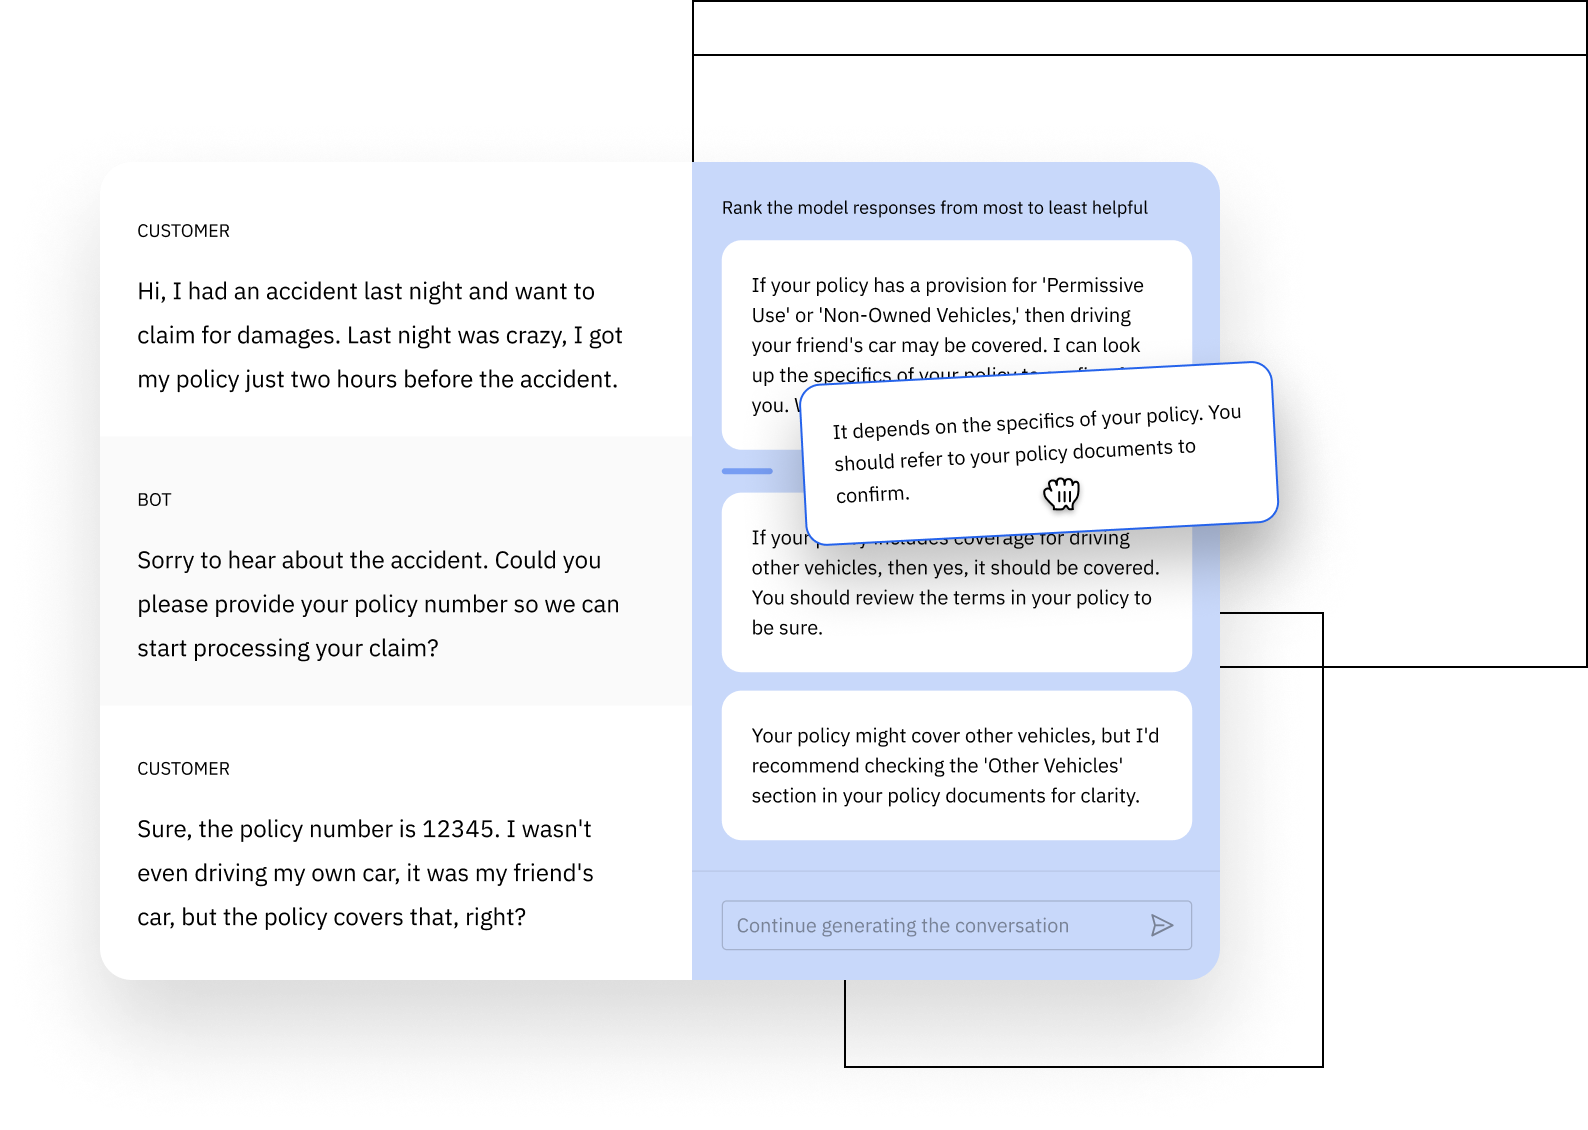 CUSTOMER
Hi, I had an accident last night and want to
claim for damages. Last night was crazy, I got
my policy just two hours before the accident.
BOT
Sorry to hear about the accident. Could you
please provide your policy number so we can
start processing your claim?
CUSTOMER
Sure, the policy number is 12345. I wasn't
even driving my own car, it was my friend's
car, but the policy covers that, right?
Rank the model responses from most to least helpful
If your policy has a provision for 'Permissive
Use' or 'Non-Owned Vehicles,' then driving
your friend's car may be covered. I can look
up the specifics of your policy to
you.
It depends on the specifics of your policy. You
should refer to your policy documents to
confirm.
If your policy includes coverage for driving
other vehicles, then yes, it should be covered.
You should review the terms in your policy to
be sure.
Your policy might cover other vehicles, but I'd
recommend checking the 'Other Vehicles'
section in your policy documents for clarity.
Continue generating the conversation